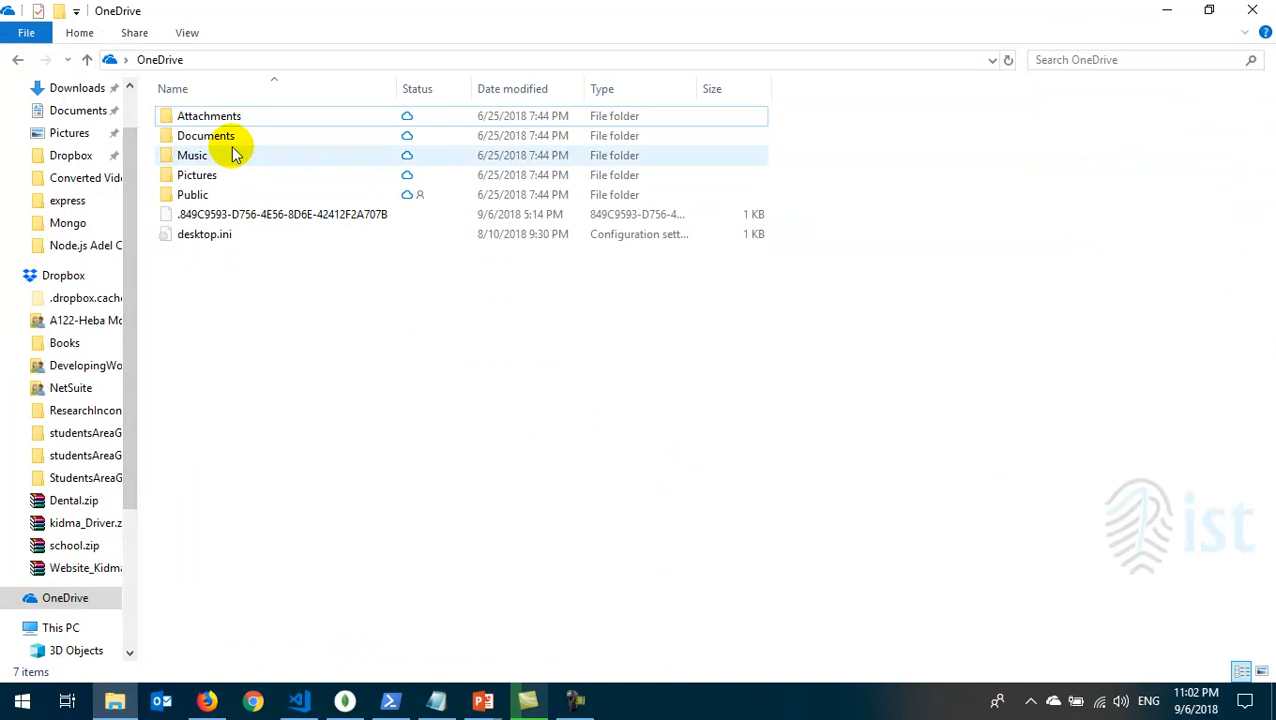 OneDrive
File Home Share View
OneDrive
Search OneDrive
Name Status Date modified Type Size
Downloads
Documents
Pictures
Dropbox
Converted Vid
express
Mongo
Node.js Adel C
Dropbox
.dropbox.cache
A122-Heba Mo
Books
DevelopingWo
NetSuite
ResearchIncon
studentsAreaG
studentsAreaG
StudentsAreaG
Dental.zip
kidma_Driver.z
school.zip
Website_Kidma
OneDrive
This PC
3D Objects
Attachments 6/25/2018 7:44 PM File folder
Documents 6/25/2018 7:44 PM File folder
Music 6/25/2018 7:44 PM File folder
Pictures 6/25/2018 7:44 PM File folder
Public 6/25/2018 7:44 PM File folder
.849C9593-D756-4E56-8D6E-42412F2A707B 9/6/2018 5:14 PM 849C9593-D756-4... 1 KB
desktop.ini 8/10/2018 9:30 PM Configuration sett... 1 KB
1ist
7 items
ENG
11:02 PM
9/6/2018